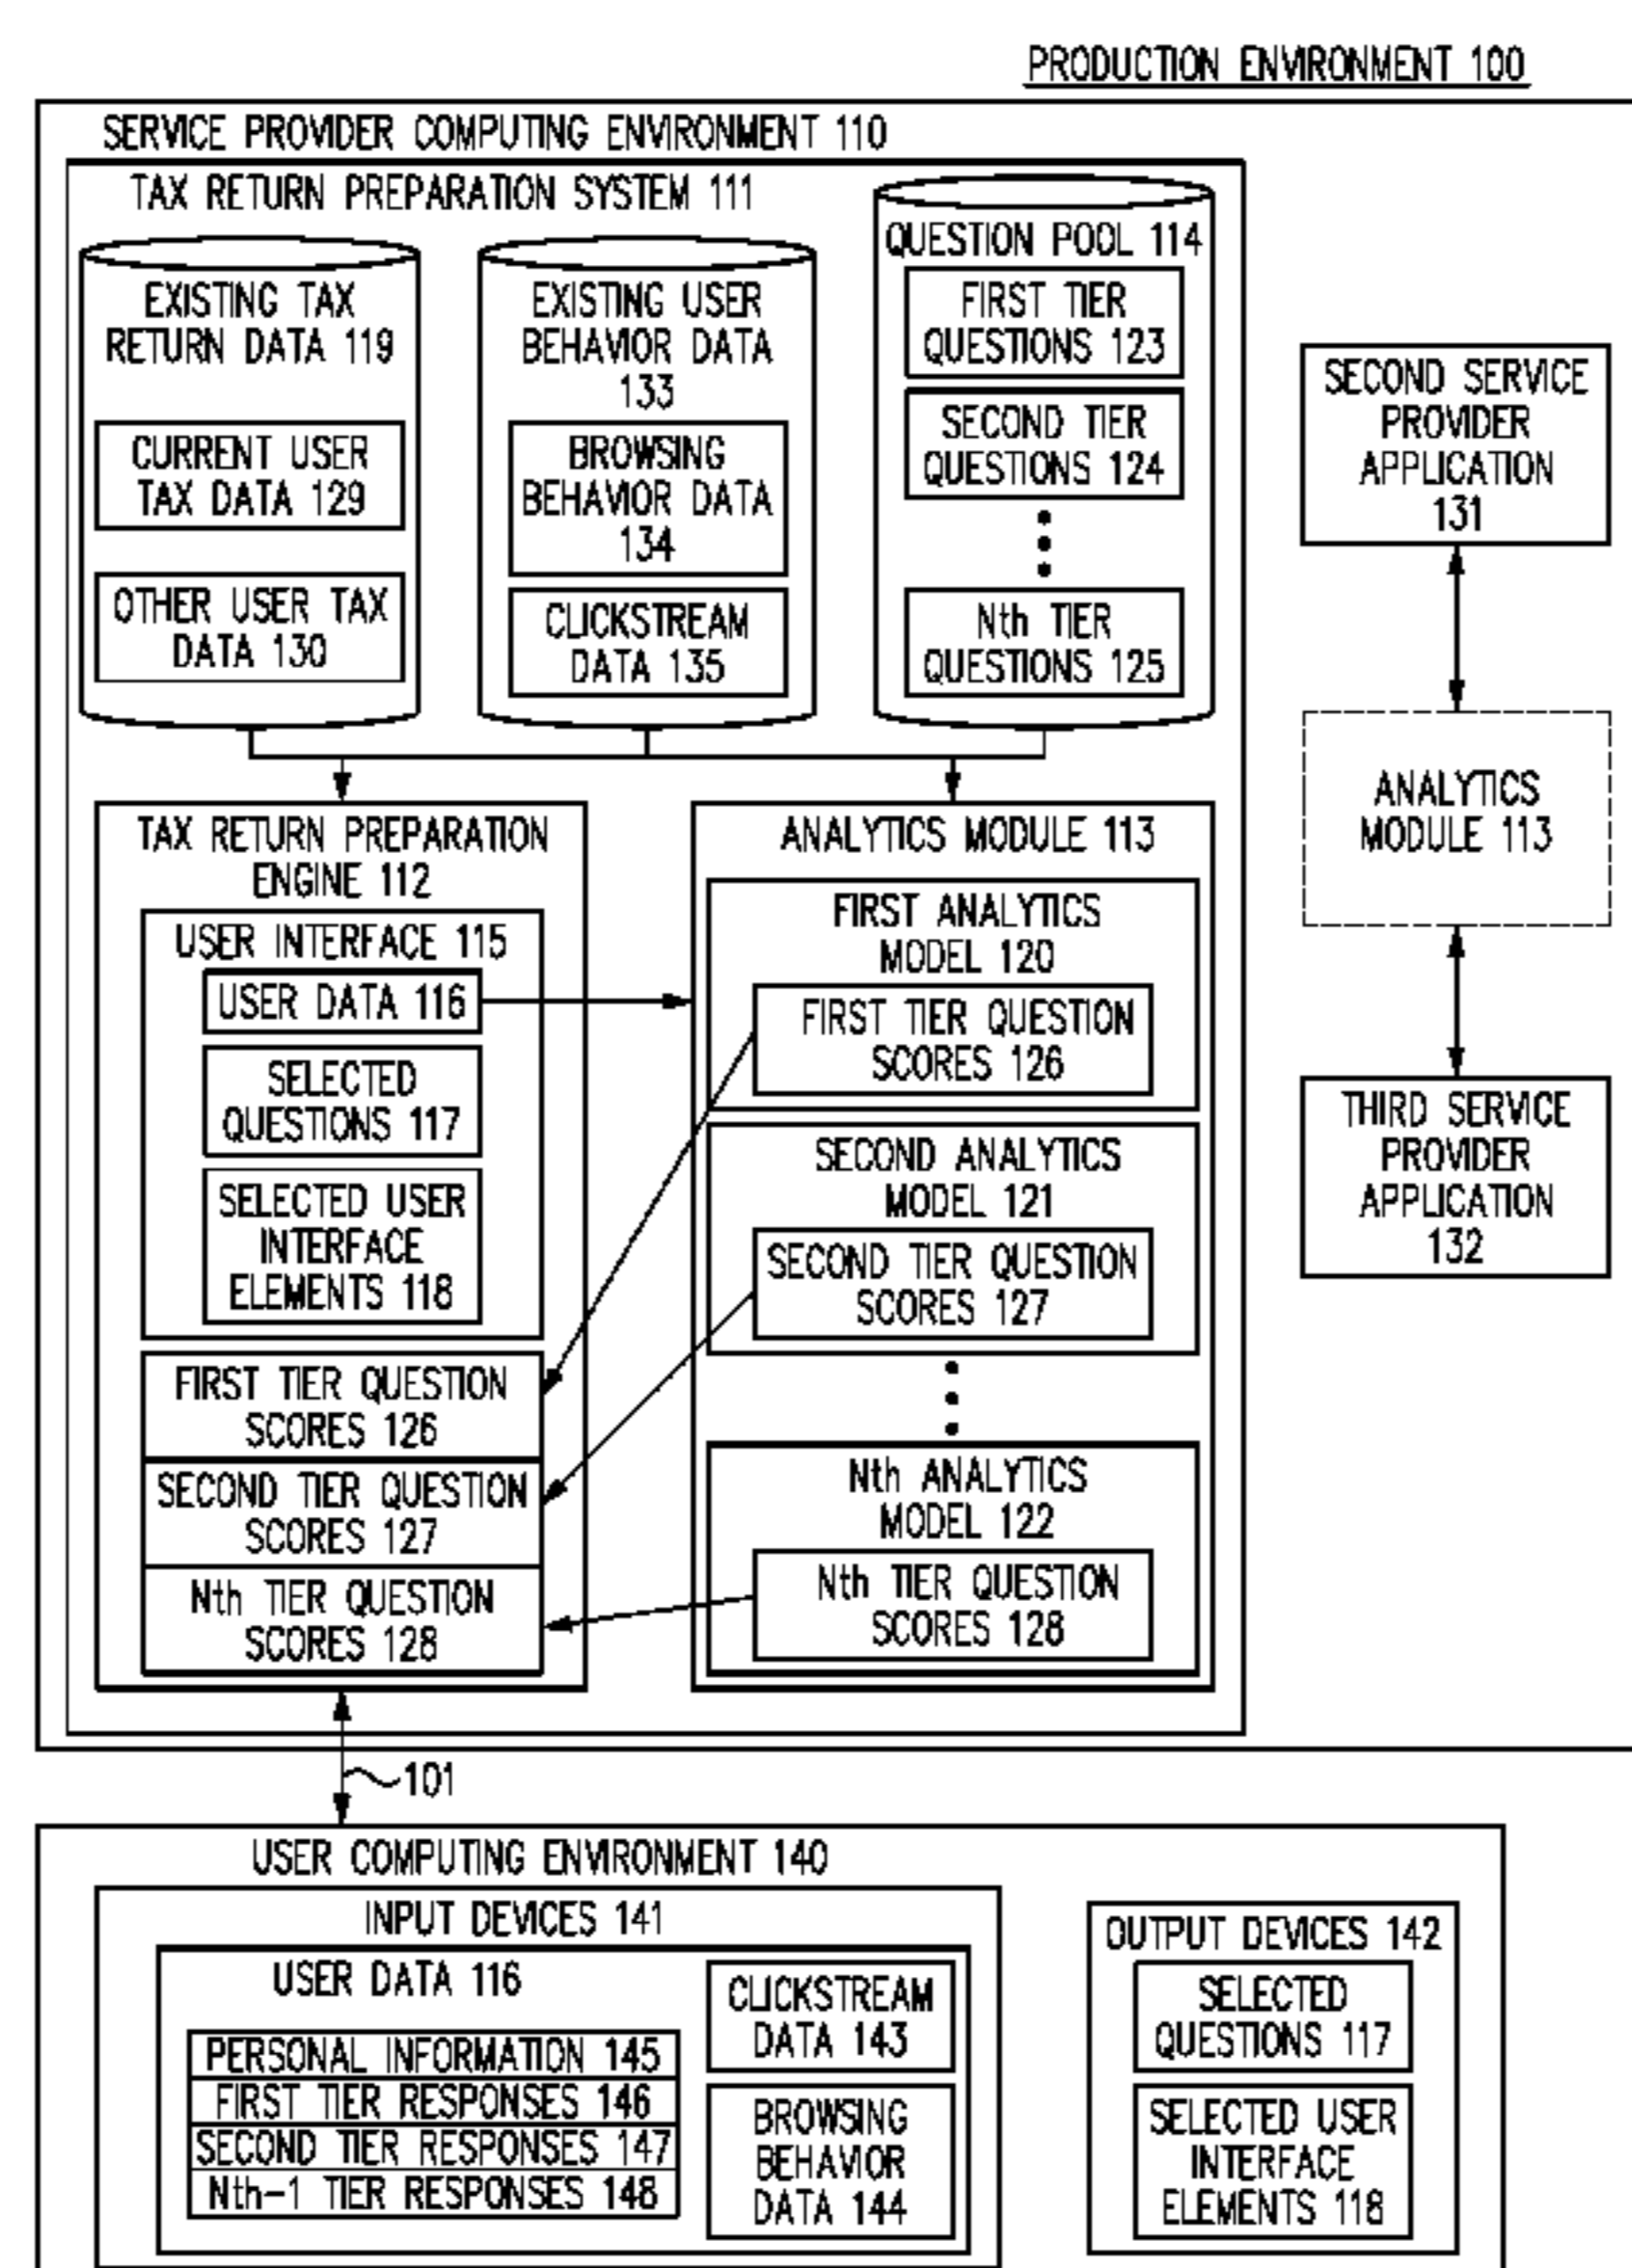 PRODUCTION ENVIRONMENT 100
SERVICE PROVIDER COMPUTING ENVIRONMENT 110
TAX RETURN PREPARATION SYSTEM 111
EXISTING TAX
RETURN DATA 119
CURRENT USER
TAX DATA 129
OTHER USER TAX
DATA 130
EXISTING USER
BEHAVIOR DATA
133
BROWSING
BEHAVIOR DATA
134
CLICKSTREAM
DATA 135
QUESTION POOL 114
FIRST TIER
QUESTIONS 123
SECOND TIER
QUESTIONS 124
Nth TIER
QUESTIONS 125
SECOND SERVICE
PROVIDER
APPLICATION
131
ANALYTICS
MODULE 113
THIRD SERVICE
PROVIDER
APPLICATION
132
TAX RETURN PREPARATION
ENGINE 112
USER INTERFACE 115
USER DATA 116
SELECTED
QUESTIONS 117
SELECTED USER
INTERFACE
ELEMENTS 118
FIRST TIER QUESTION
SCORES 126
SECOND TIER QUESTION
SCORES 127
Nth TIER QUESTION
SCORES 128
ANALYTICS MODULE 113
FIRST ANALYTICS
MODEL 120
FIRST TIER QUESTION
SCORES 126
SECOND ANALYTICS
MODEL 121
SECOND TIER QUESTION
SCORES 127
Nth ANALYTICS
MODEL 122
Nth TIER QUESTION
SCORES 128
101
USER COMPUTING ENVIRONMENT 140
INPUT DEVICES 141
USER DATA 116
PERSONAL INFORMATION 145
FIRST TIER RESPONSES 146
SECOND TIER RESPONSES 147
Nth-1 TIER RESPONSES 148
CLICKSTREAM
DATA 143
BROWSING
BEHAVIOR
DATA 144
OUTPUT DEVICES 142
SELECTED
QUESTIONS 117
SELECTED USER
INTERFACE
ELEMENTS 118